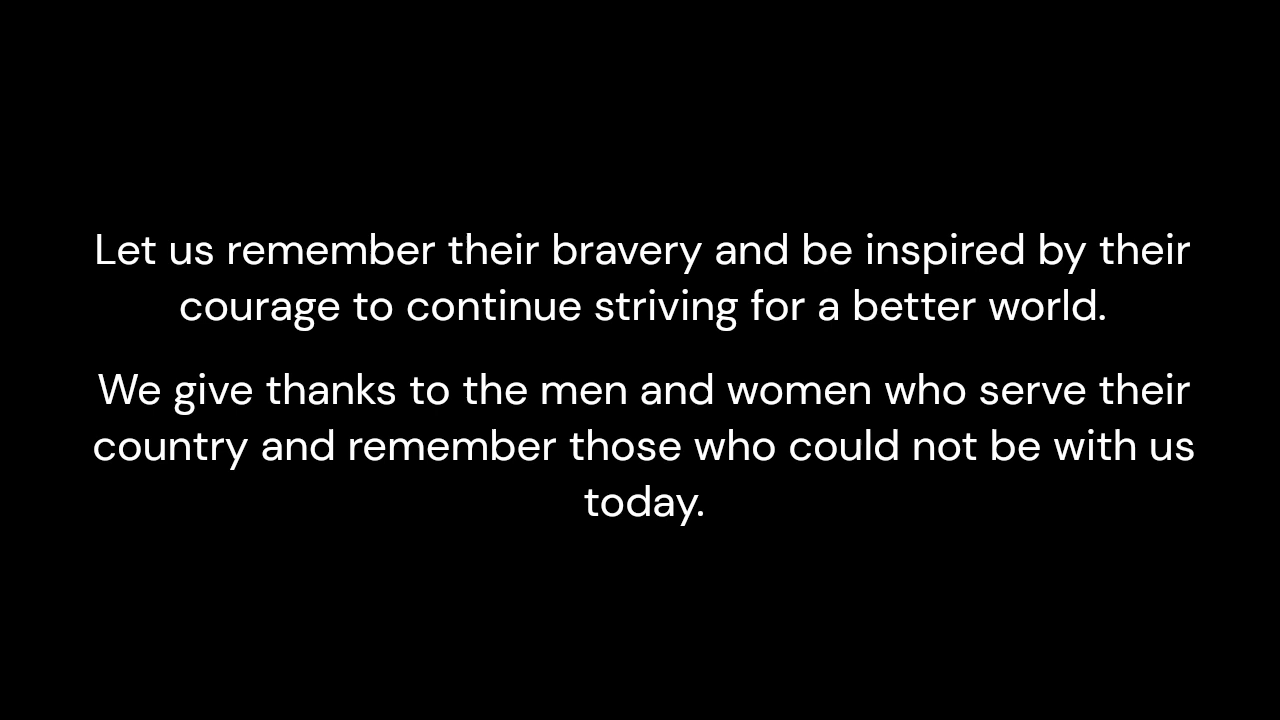 Let us remember their bravery and be inspired by their
courage to continue striving for a better world.
We give thanks to the men and women who serve their
country and remember those who could not be with us
today.